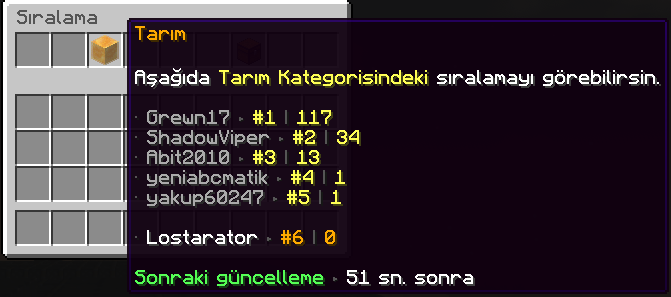 Sıralama
Tarım
Aşağıda Tarım Kategorisindeki sıralamayı görebilirsin.
· Grewn17 ▸ #1 | 117
· ShadowViper ▸ #2 | 34
· Abit2010 ▸ #3 | 13
· yeniabcmatik ▸ #4 | 1
· yakup60247 ▸ #5 | 1
· Lostarator ▸ #6 | 0
Sonraki güncelleme ▸ 51 sn. sonra